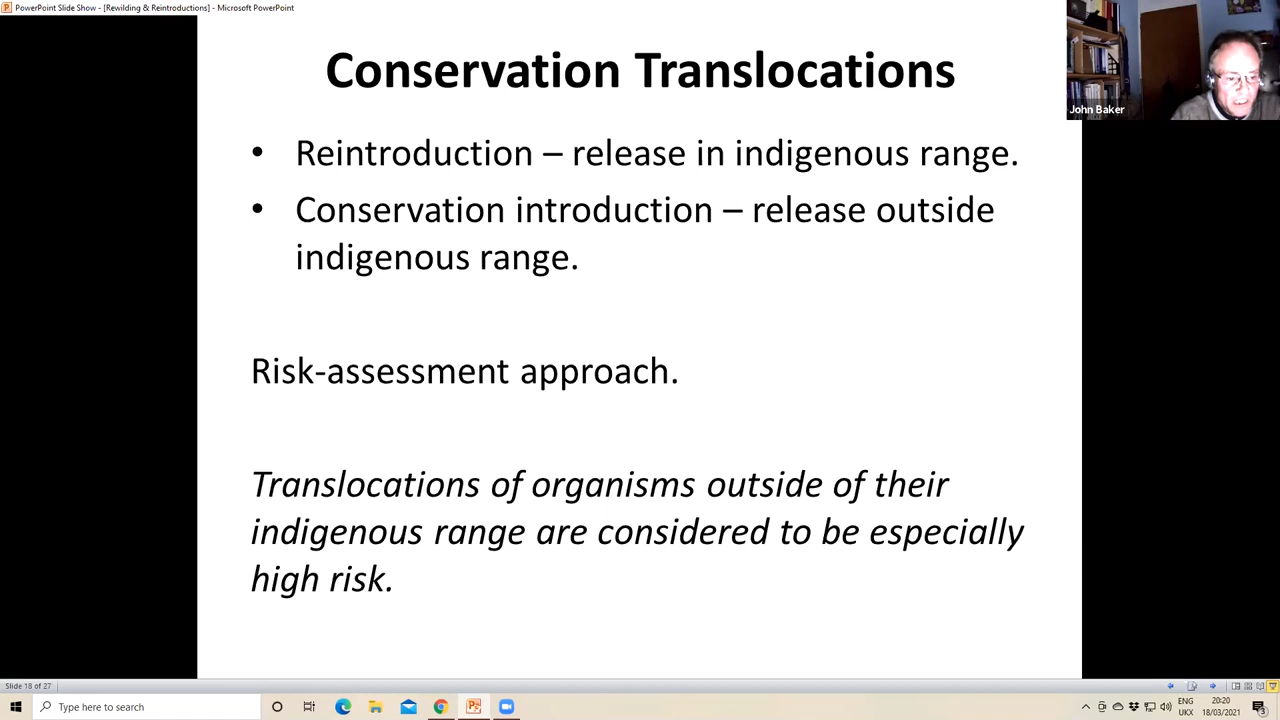 PowerPoint Slide Show - [Rewilding & Reintroductions] - Microsoft PowerPoint
John Baker
Conservation Translocations
• Reintroduction – release in indigenous range.
• Conservation introduction – release outside
indigenous range.
Risk-assessment approach.
Translocations of organisms outside of their
indigenous range are considered to be especially
high risk.
Slide 18 of 27
Type here to search
ENG
UKX
20:20
18/03/2021
3